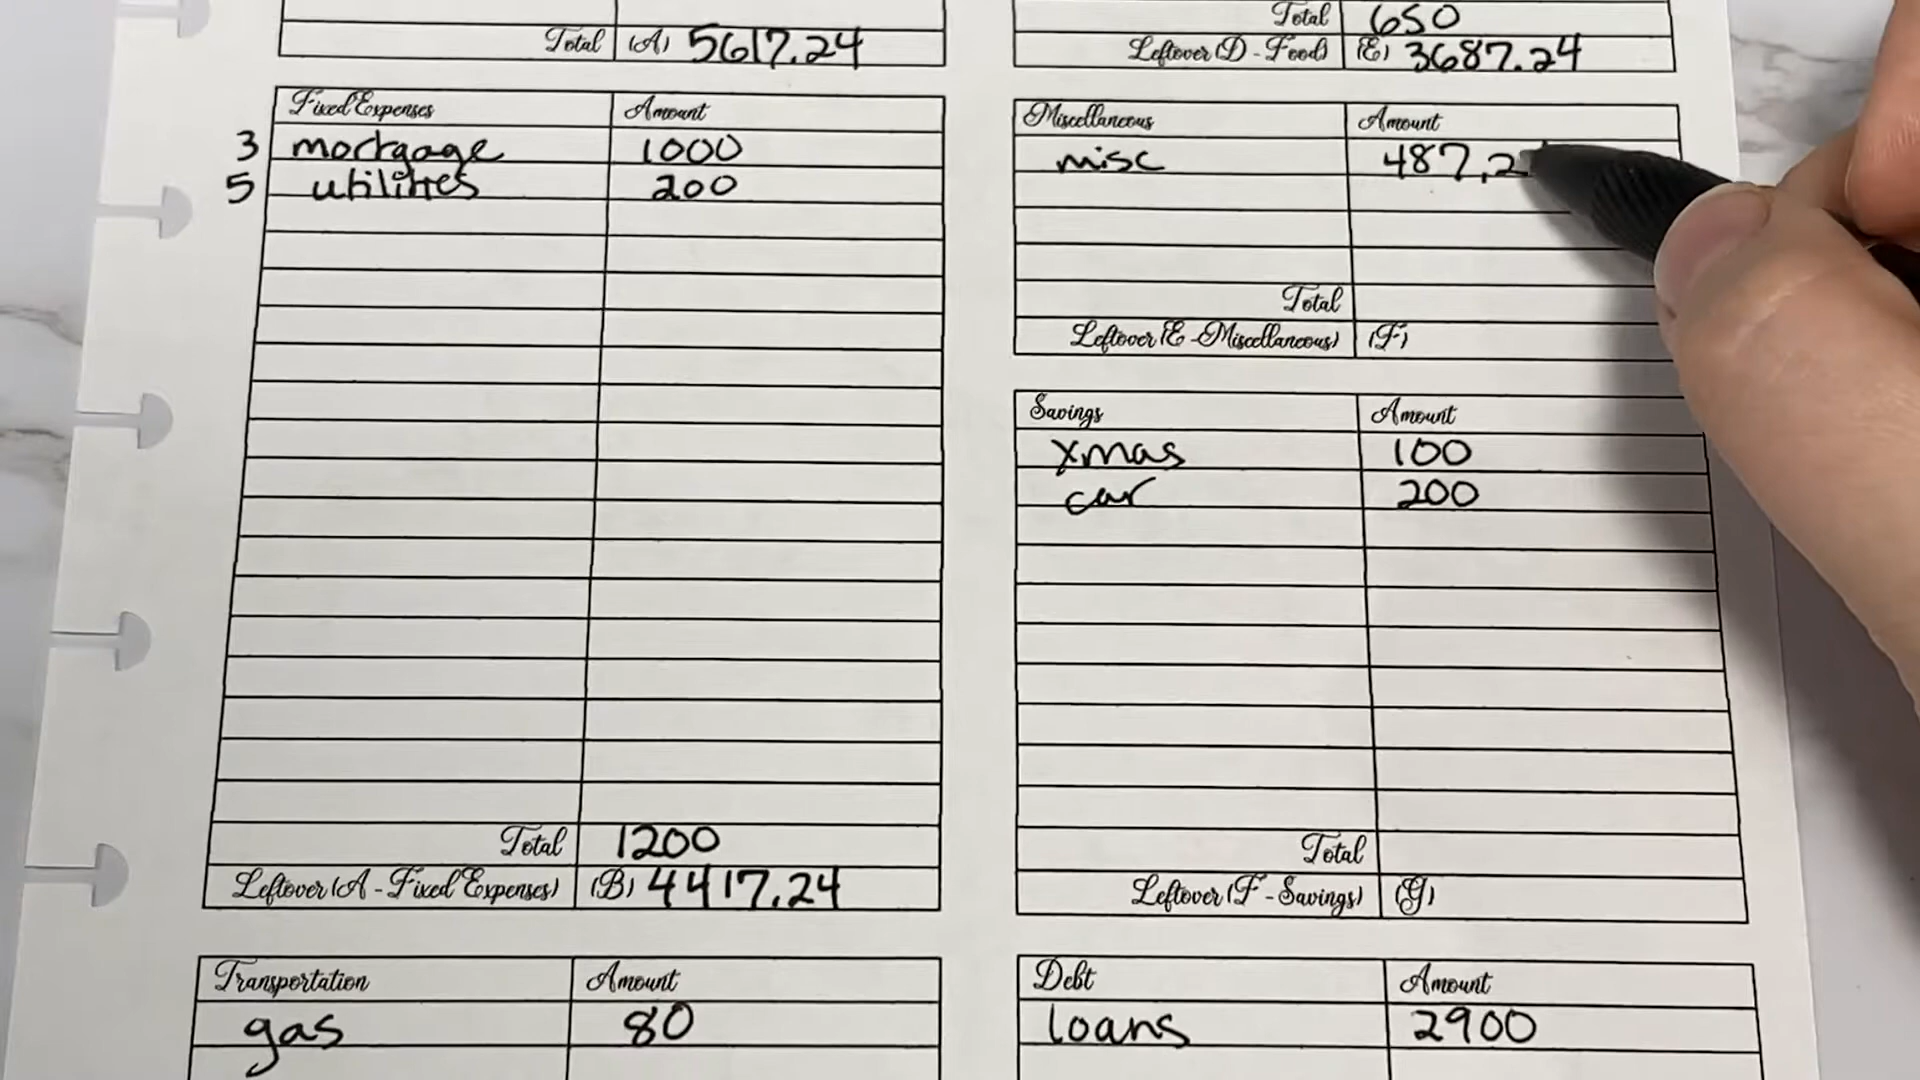 Total (A) 5617.24
Fixed Expenses Amount
3 mortgage 1000
5 utilities 200
Total 1200
Leftover (A - Fixed Expenses) (B) 4417.24
Transportation Amount
gas 80
Total 650
Leftover (D - Food) (E) 3687.24
Miscellaneous Amount
misc 487.2
Total
Leftover (E - Miscellaneous) (F)
Savings Amount
xmas 100
car 200
Total
Leftover (F - Savings) (G)
Debt Amount
loans 2900